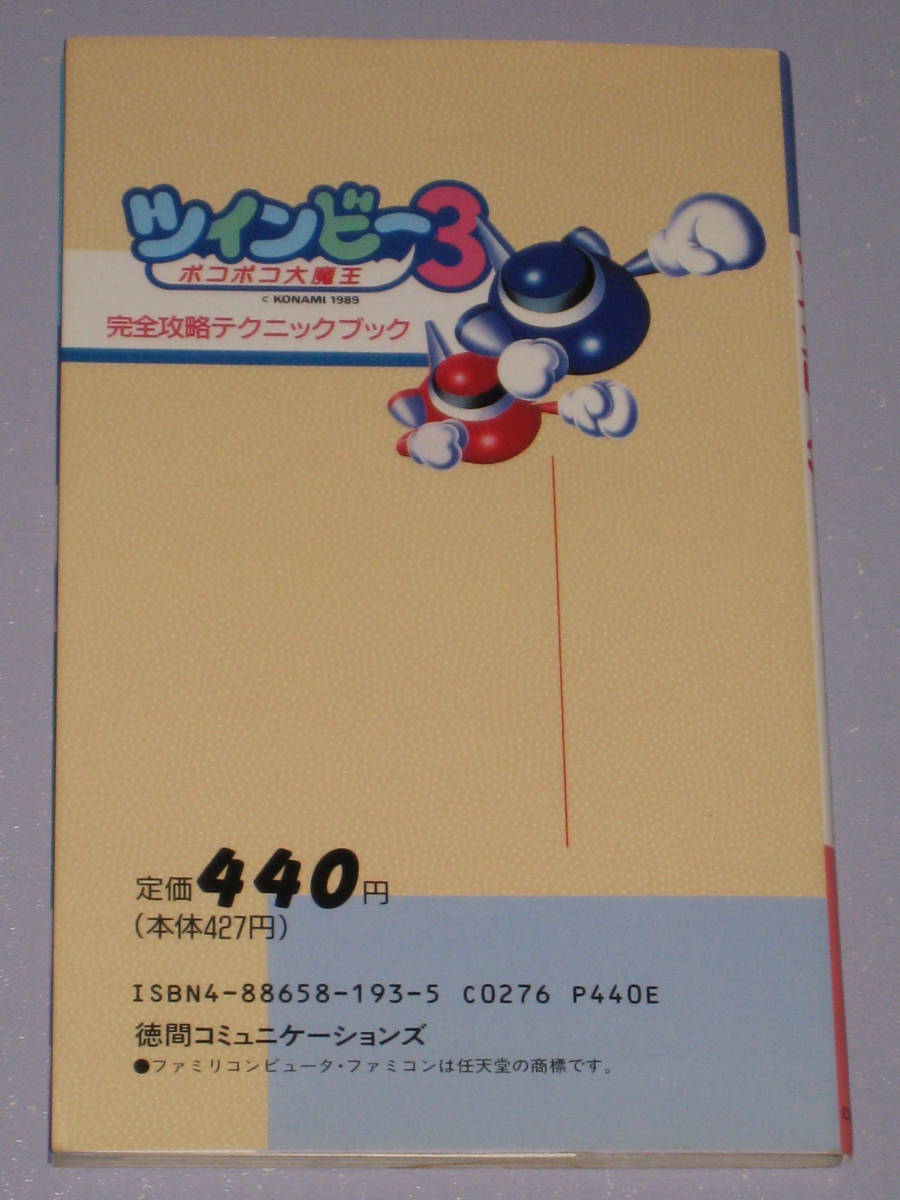 ツインビー3
ポコポコ大魔王
© KONAMI 1989
完全攻略テクニックブック
定価440円
(本体427円)
ISBN4-88658-193-5 C0276 P440E
徳間コミュニケーションズ
●ファミリコンピュータ・ファミコンは任天堂の商標です。